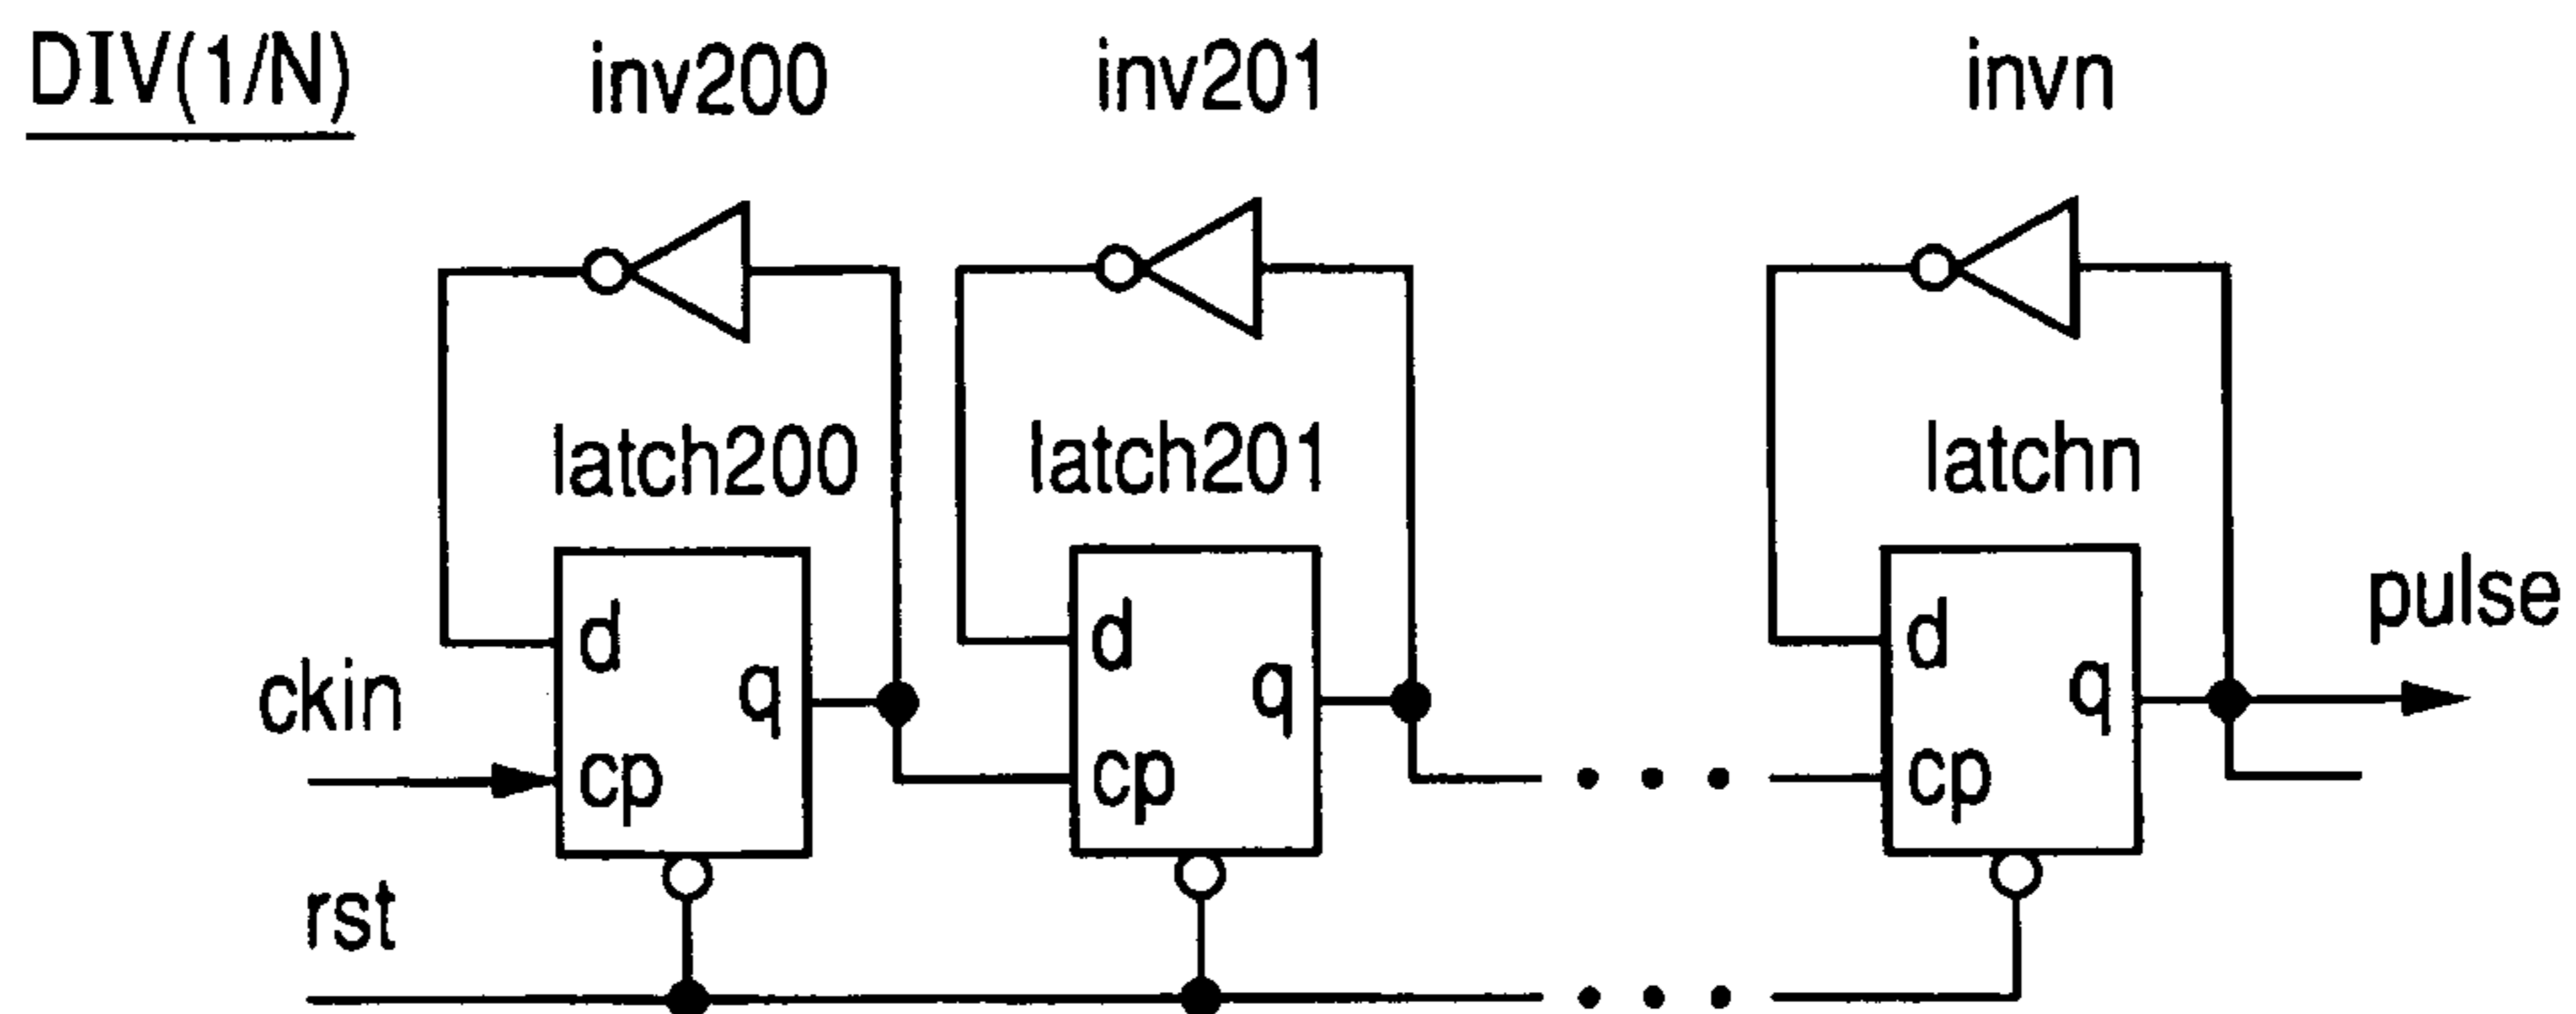 DIV(1/N)
inv200
inv201
invn
latch200
latch201
latchn
d
q
cp
d
q
cp
d
q
cp
ckin
pulse
rst